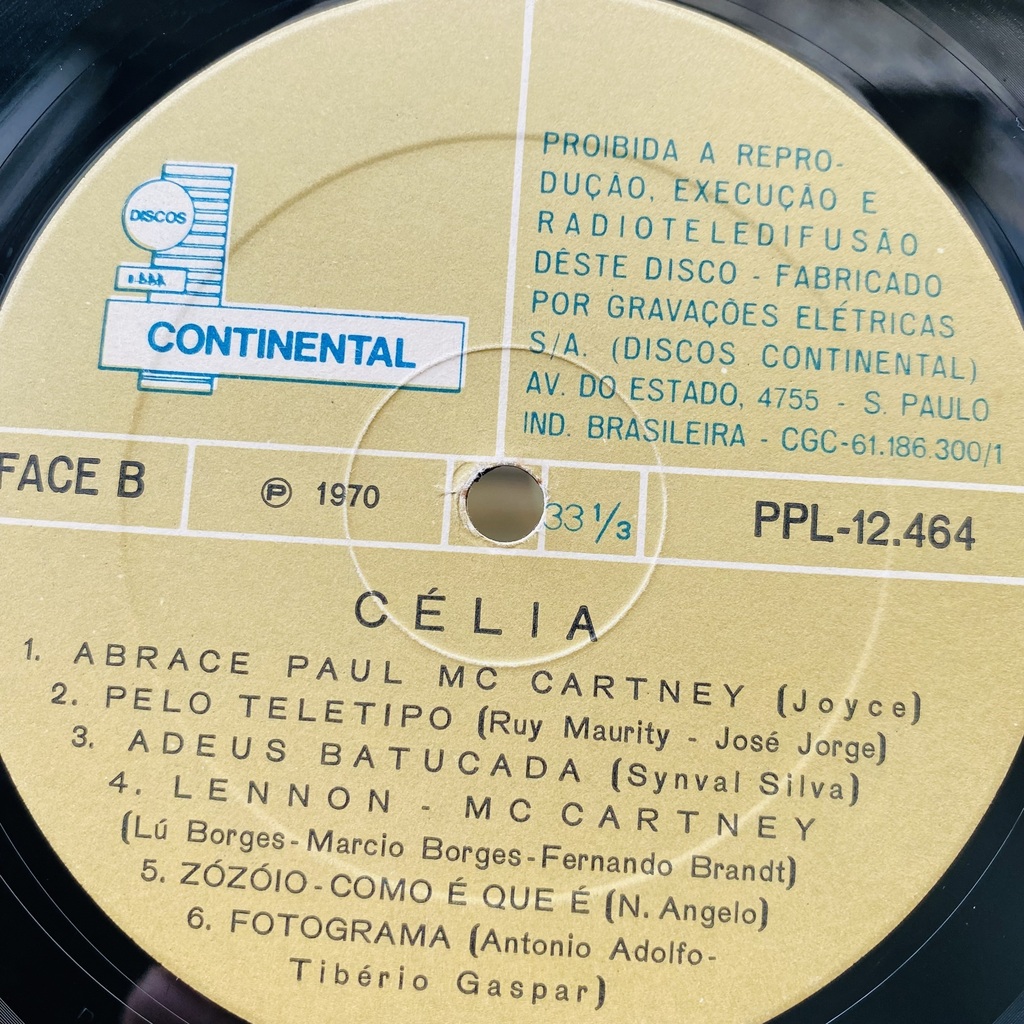 DISCOS
CONTINENTAL
PROIBIDA A REPRO-
DUÇÃO, EXECUÇÃO E
RADIOTELEDIFUSÃO
DÊSTE DISCO - FABRICADO
POR GRAVAÇÕES ELÉTRICAS
S/A. (DISCOS CONTINENTAL)
AV. DO ESTADO, 4755 - S. PAULO
IND. BRASILEIRA - CGC-61.186.300/1
FACE B
℗ 1970
33 1/3
PPL-12.464
CÉLIA
1. ABRACE PAUL MC CARTNEY (Joyce)
2. PELO TELETIPO (Ruy Maurity - José Jorge)
3. ADEUS BATUCADA (Synval Silva)
4. LENNON - MC CARTNEY
(Lú Borges-Marcio Borges-Fernando Brandt)
5. ZÓZÓIO-COMO É QUE É (N. Angelo)
6. FOTOGRAMA (Antonio Adolfo-
Tibério Gaspar)